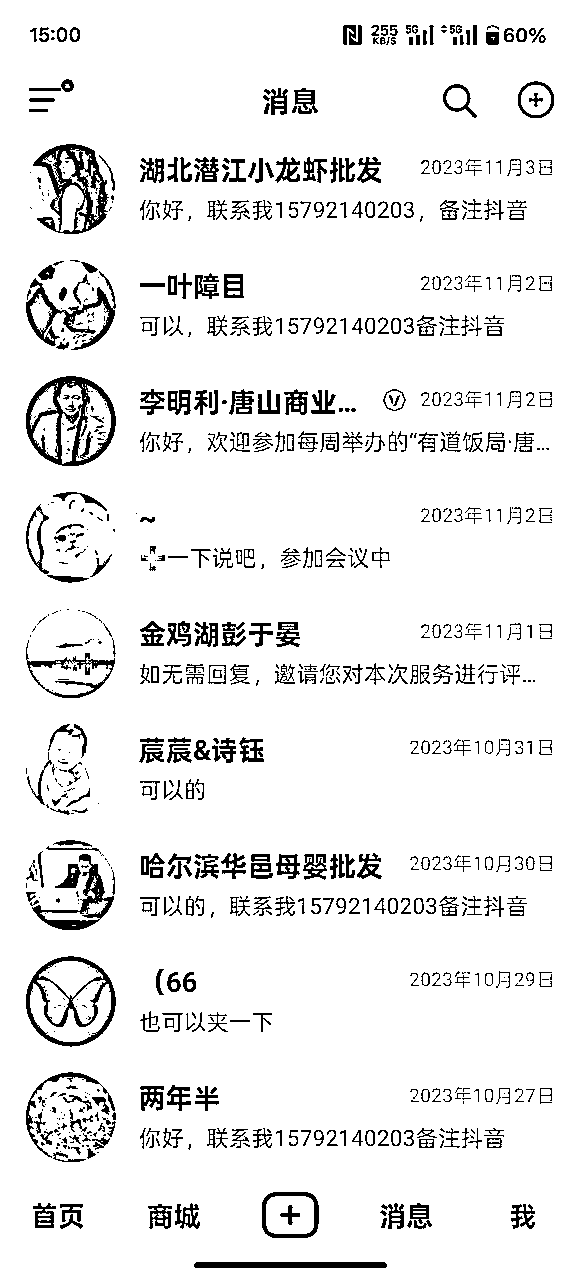 15:00 255 KB/S 5G 5G 60%
消息
湖北潜江小龙虾批发 2023年11月3日
你好，联系我15792140203，备注抖音
一叶障目 2023年11月2日
可以，联系我15792140203备注抖音
李明利·唐山商业... 2023年11月2日
你好，欢迎参加每周举办的“有道饭局·唐...
~ 2023年11月2日
一下说吧，参加会议中
金鸡湖彭于晏 2023年11月1日
如无需回复，邀请您对本次服务进行评...
莀莀&诗钰 2023年10月31日
可以的
哈尔滨华邑母婴批发 2023年10月30日
可以的，联系我15792140203备注抖音
（66 2023年10月29日
也可以夹一下
两年半 2023年10月27日
你好，联系我15792140203备注抖音
首页 商城 消息 我